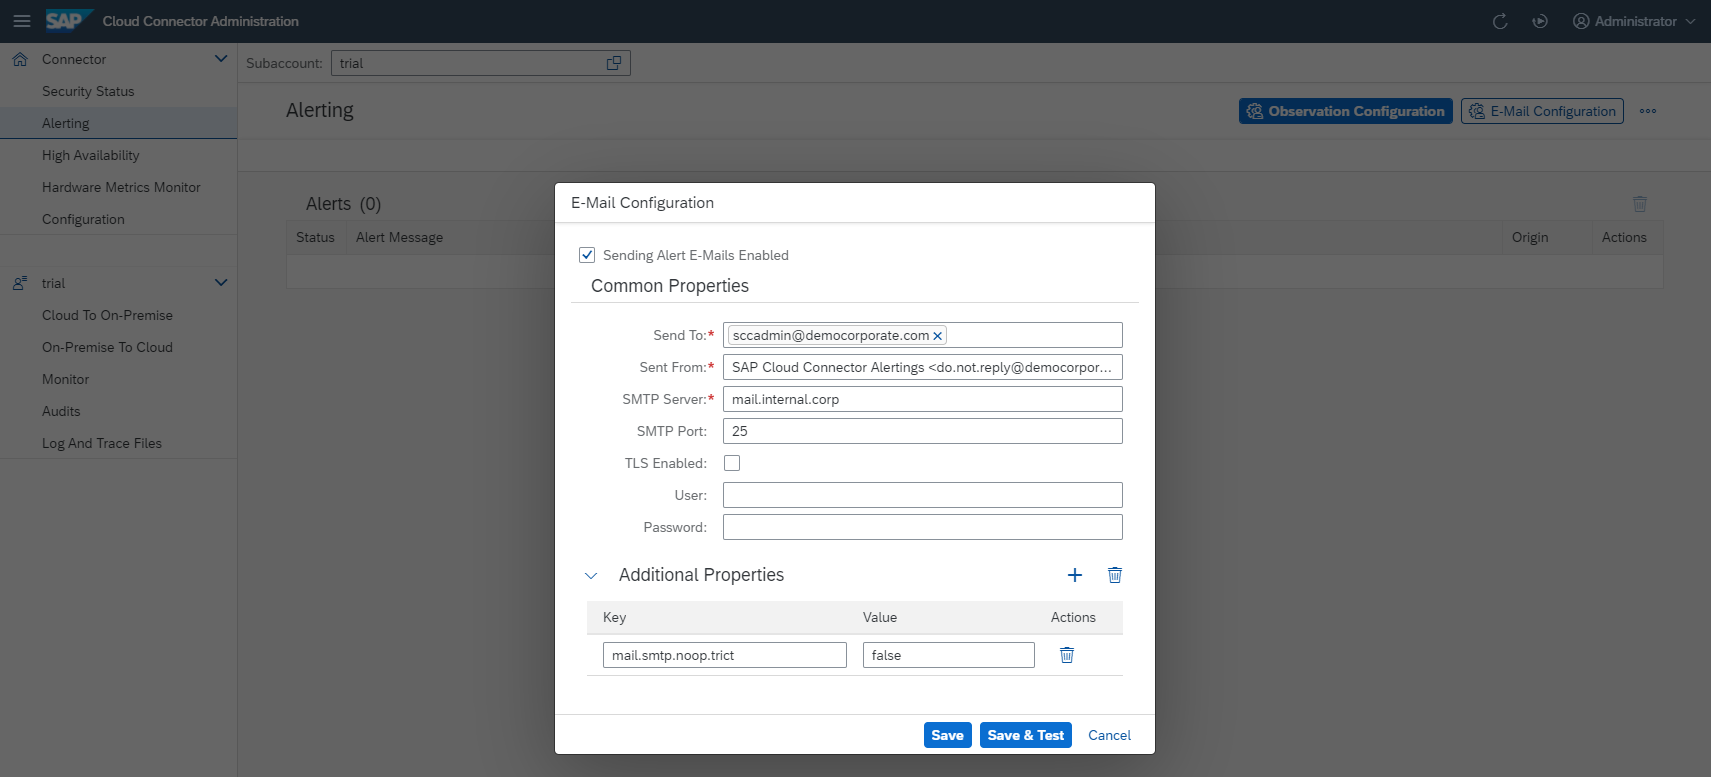 SAP Cloud Connector Administration
Administrator
Connector
Security Status
Alerting
High Availability
Hardware Metrics Monitor
Configuration
trial
Cloud To On-Premise
On-Premise To Cloud
Monitor
Audits
Log And Trace Files
Subaccount: trial
Alerting
Observation Configuration E-Mail Configuration
Alerts (0)
Status Alert Message Origin Actions
E-Mail Configuration
Sending Alert E-Mails Enabled
Common Properties
Send To:* sccadmin@democorporate.com
Sent From:* SAP Cloud Connector Alertings <do.not.reply@democorpor...
SMTP Server:* mail.internal.corp
SMTP Port: 25
TLS Enabled:
User:
Password:
Additional Properties
Key Value Actions
mail.smtp.noop.trict false
Save Save & Test Cancel